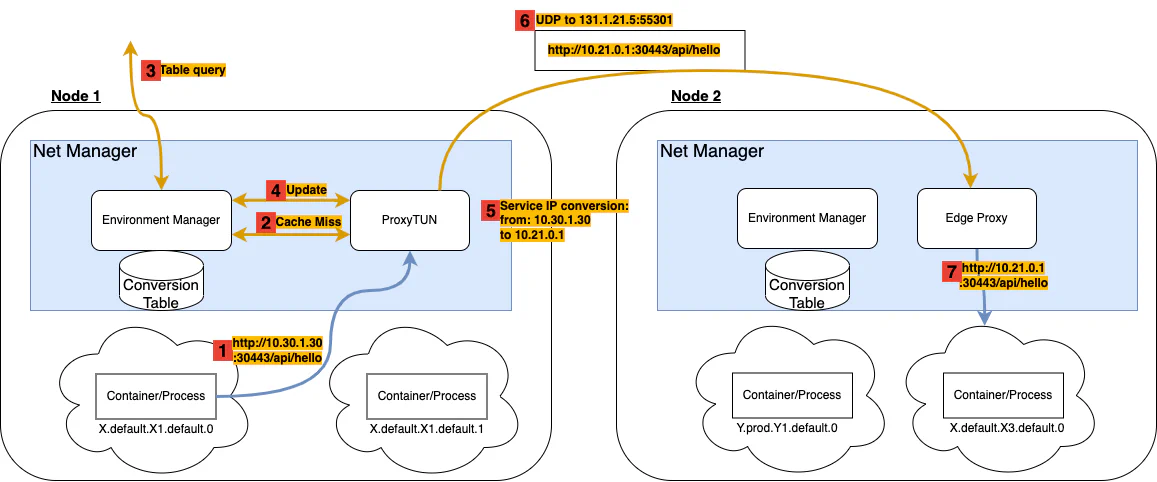 6 UDP to 131.1.21.5:55301
http://10.21.0.1:30443/api/hello
3 Table query
Node 1
Node 2
Net Manager
Net Manager
Environment Manager
4 Update
2 Cache Miss
ProxyTUN
5 Service IP conversion:
from: 10.30.1.30
to 10.21.0.1
Environment Manager
Edge Proxy
Conversion
Table
Conversion
Table
7 http://10.21.0.1
:30443/api/hello
1 http://10.30.1.30
:30443/api/hello
Container/Process
X.default.X1.default.0
Container/Process
X.default.X1.default.1
Container/Process
Y.prod.Y1.default.0
Container/Process
X.default.X3.default.0